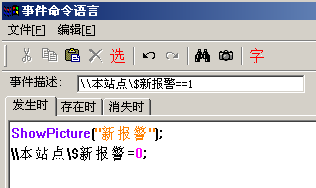 事件命令语言
文件[F] 编辑[E]
选 字
事件描述: \\本站点\$新报警==1
发生时 存在时 消失时
ShowPicture("新报警");
\\本站点\$新报警=0;